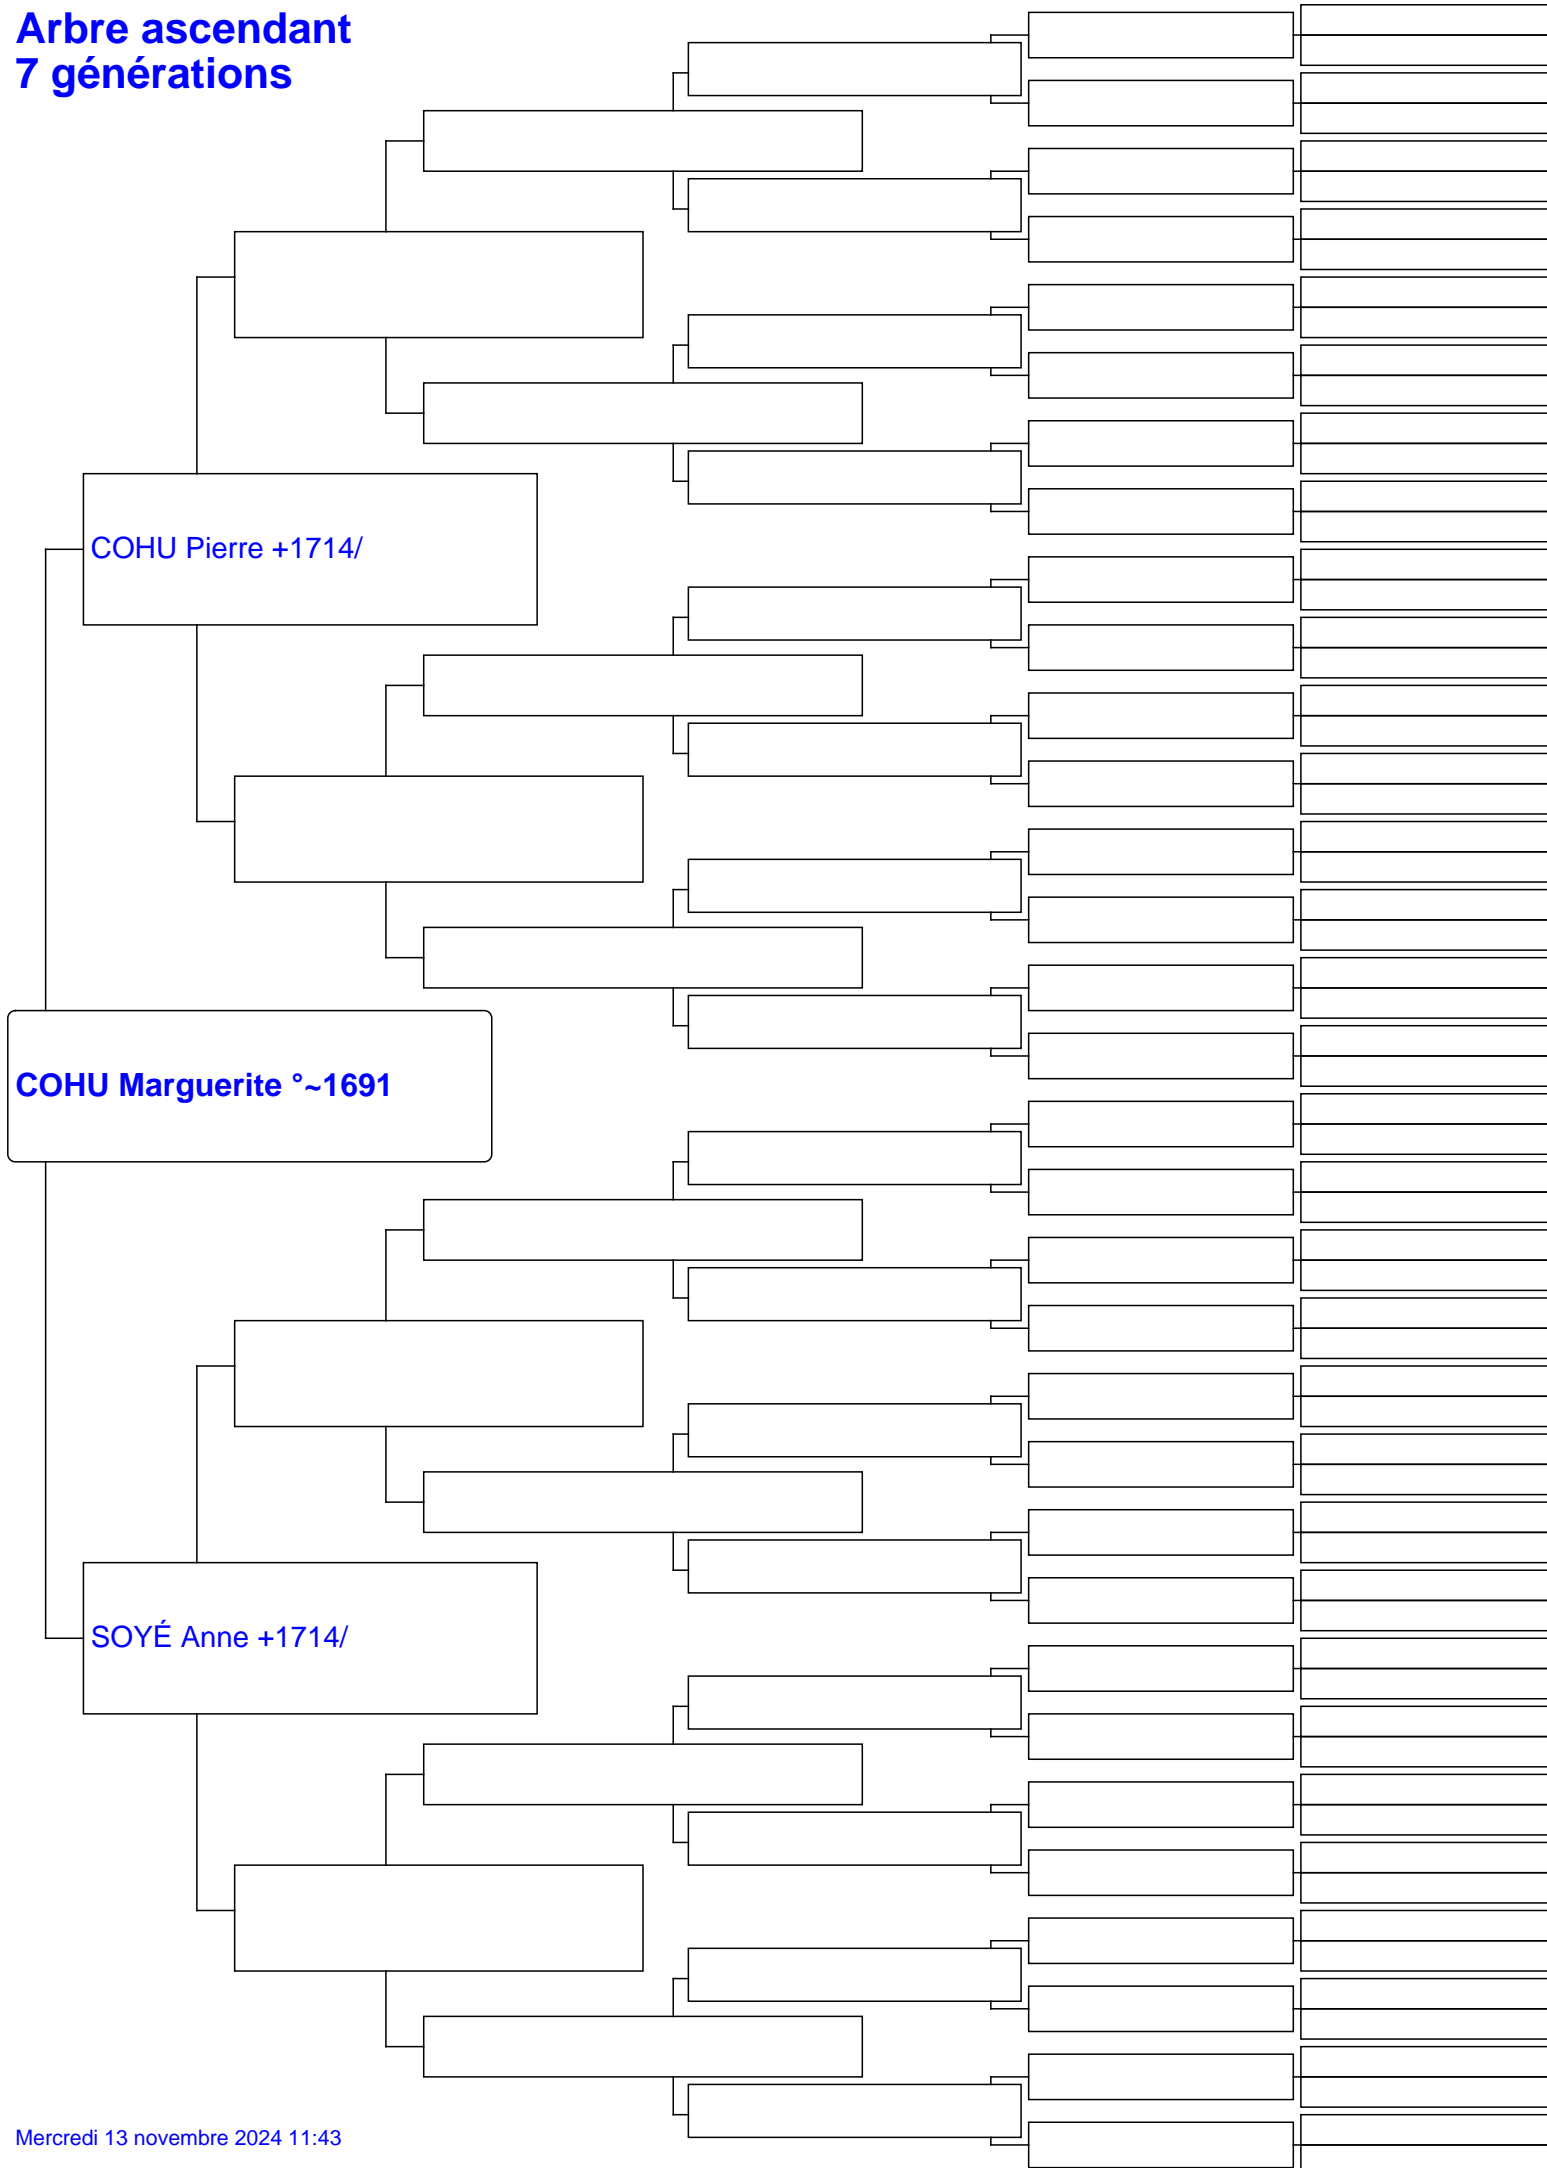 Arbre ascendant
7 générations
COHU Pierre +1714/
COHU Marguerite °~1691
SOYÉ Anne +1714/
Mercredi 13 novembre 2024 11:43